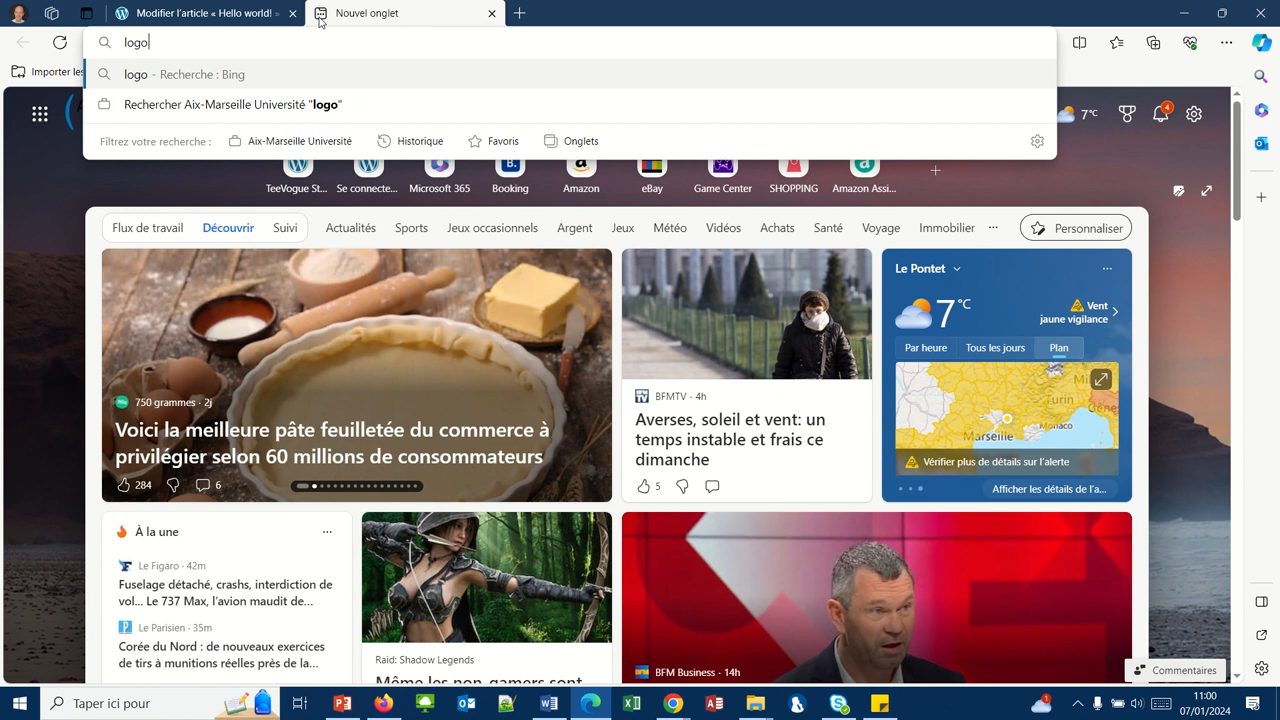 Modifier l'article « Hello world! »
Nouvel onglet
logo
logo - Recherche : Bing
Rechercher Aix-Marseille Université "logo"
Filtrez votre recherche :
Aix-Marseille Université
Historique
Favoris
Onglets
Importer les
7°C
4
TeeVogue St...
Se connecte...
Microsoft 365
Booking
Amazon
eBay
Game Center
SHOPPING
Amazon Assi...
Flux de travail
Découvrir
Suivi
Actualités
Sports
Jeux occasionnels
Argent
Jeux
Météo
Vidéos
Achats
Santé
Voyage
Immobilier
Personnaliser
750 grammes · 2j
Voici la meilleure pâte feuilletée du commerce à
privilégier selon 60 millions de consommateurs
284
6
BFMTV · 4h
Averses, soleil et vent: un
temps instable et frais ce
dimanche
5
Le Pontet
7°C
Vent
jaune vigilance
Par heure
Tous les jours
Plan
Turin
Monaco
Marseille
Vérifier plus de détails sur l'alerte
Afficher les détails de l'a...
À la une
Le Figaro · 42m
Fuselage détaché, crashs, interdiction de
vol... Le 737 Max, l'avion maudit de...
Le Parisien · 35m
Corée du Nord : de nouveaux exercices
de tirs à munitions réelles près de la...
Raid: Shadow Legends
Même les non-gamers sont
BFM Business · 14h
Commentaires
Taper ici pour
1
11:00
07/01/2024